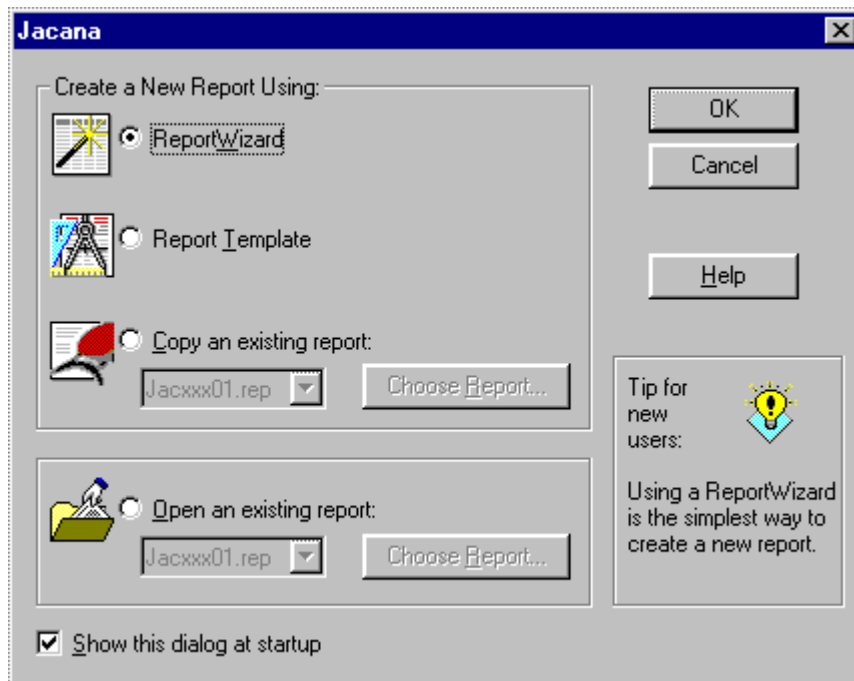 Jacana
Create a New Report Using:
ReportWizard
Report Template
Copy an existing report:
Jacxxx01.rep
Choose Report...
Open an existing report:
Jacxxx01.rep
Choose Report...
Show this dialog at startup
OK
Cancel
Help
Tip for
new
users:
Using a ReportWizard
is the simplest way to
create a new report.